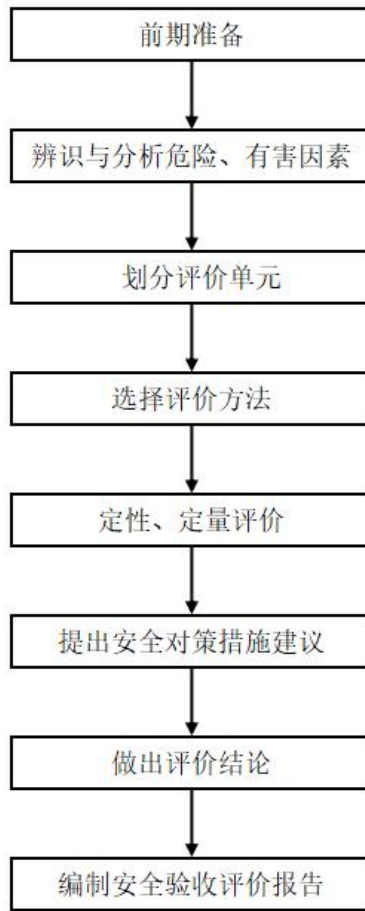 前期准备
辨识与分析危险、有害因素
划分评价单元
选择评价方法
定性、定量评价
提出安全对策措施建议
做出评价结论
编制安全验收评价报告